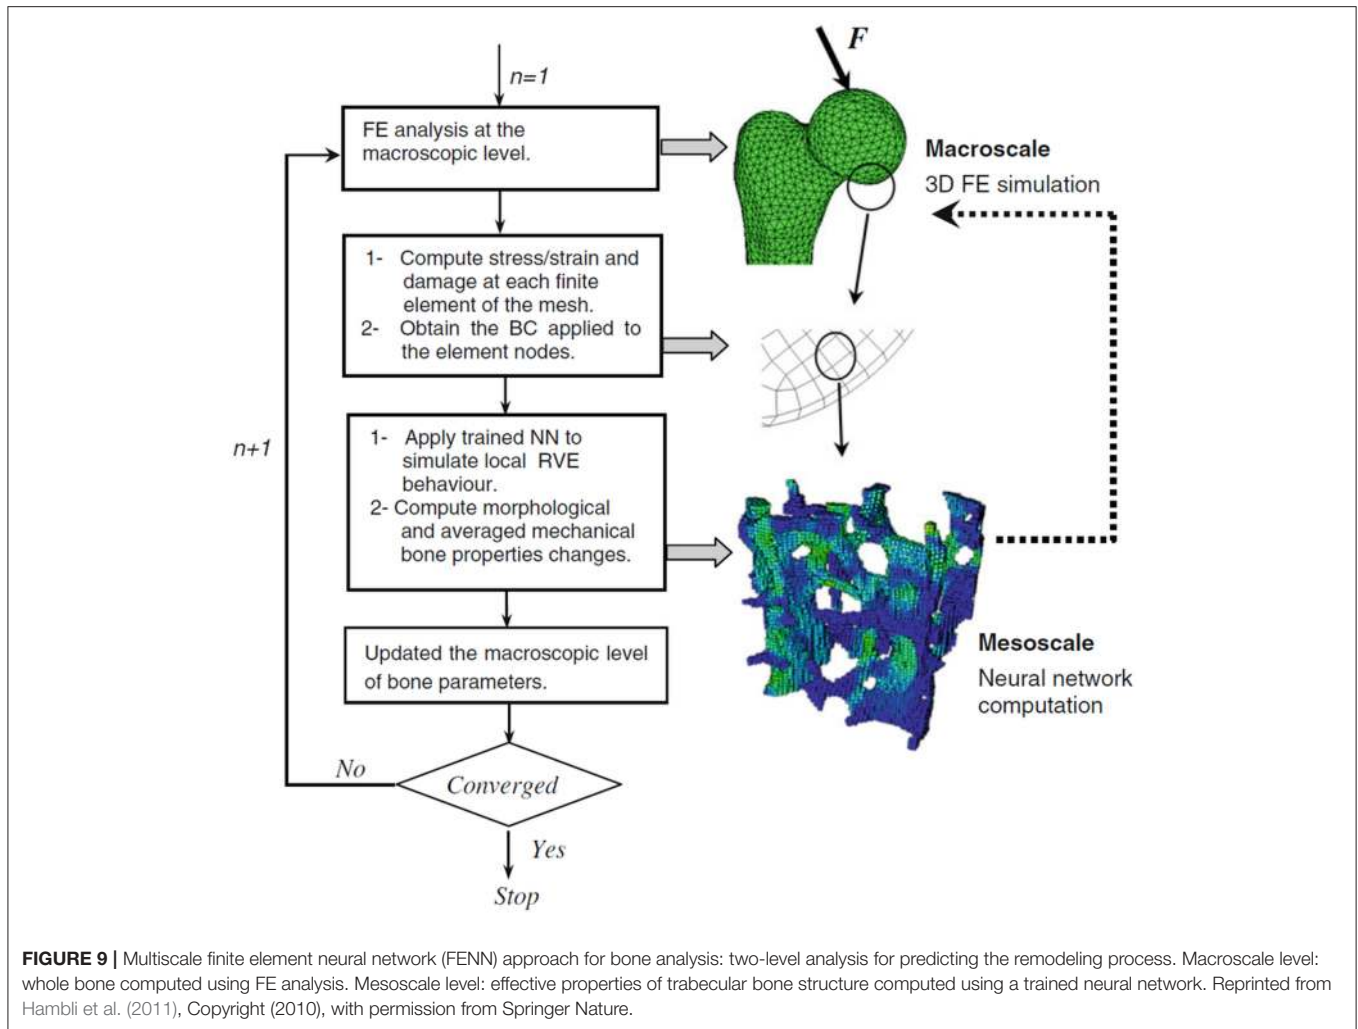 n=1
FE analysis at the
macroscopic level.
1- Compute stress/strain and
damage at each finite
element of the mesh.
2- Obtain the BC applied to
the element nodes.
n+1
1- Apply trained NN to
simulate local RVE
behaviour.
2- Compute morphological
and averaged mechanical
bone properties changes.
Updated the macroscopic level
of bone parameters.
No
Converged
Yes
Stop
F
Macroscale
3D FE simulation
Mesoscale
Neural network
computation
FIGURE 9 | Multiscale finite element neural network (FENN) approach for bone analysis: two-level analysis for predicting the remodeling process. Macroscale level:
whole bone computed using FE analysis. Mesoscale level: effective properties of trabecular bone structure computed using a trained neural network. Reprinted from
Hambli et al. (2011), Copyright (2010), with permission from Springer Nature.